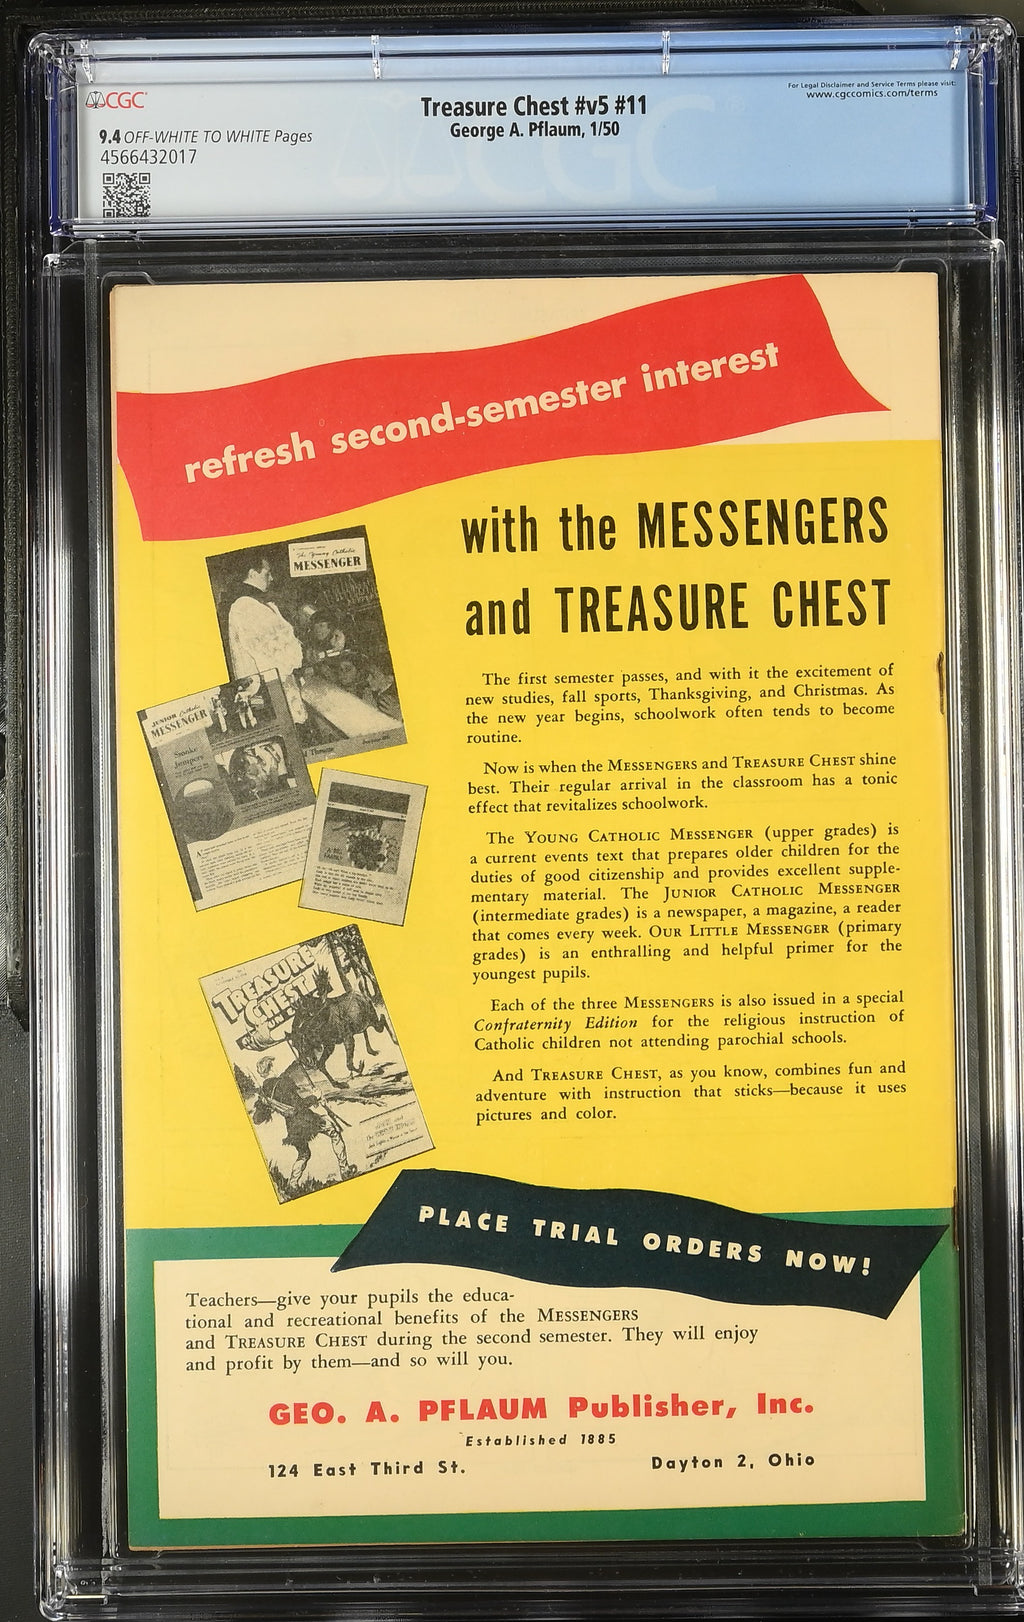 CGC
Treasure Chest #v5 #11
George A. Pflaum, 1/50
For Legal Disclaimer and Service Terms please visit:
www.cgccomics.com/terms
9.4 OFF-WHITE TO WHITE Pages
4566432017
refresh second-semester interest
with the MESSENGERS
and TREASURE CHEST
The Young Catholic
MESSENGER
JUNIOR Catholic
MESSENGER
Smoke
Jumpers
TREASURE
CHEST
The first semester passes, and with it the excitement of
new studies, fall sports, Thanksgiving, and Christmas. As
the new year begins, schoolwork often tends to become
routine.
Now is when the MESSENGERS and TREASURE CHEST shine
best. Their regular arrival in the classroom has a tonic
effect that revitalizes schoolwork.
The YOUNG CATHOLIC MESSENGER (upper grades) is
a current events text that prepares older children for the
duties of good citizenship and provides excellent supple-
mentary material. The JUNIOR CATHOLIC MESSENGER
(intermediate grades) is a newspaper, a magazine, a reader
that comes every week. OUR LITTLE MESSENGER (primary
grades) is an enthralling and helpful primer for the
youngest pupils.
Each of the three MESSENGERS is also issued in a special
Confraternity Edition for the religious instruction of
Catholic children not attending parochial schools.
And TREASURE CHEST, as you know, combines fun and
adventure with instruction that sticks—because it uses
pictures and color.
PLACE TRIAL ORDERS NOW!
Teachers—give your pupils the educa-
tional and recreational benefits of the MESSENGERS
and TREASURE CHEST during the second semester. They will enjoy
and profit by them—and so will you.
GEO. A. PFLAUM Publisher, Inc.
Established 1885
124 East Third St. Dayton 2, Ohio